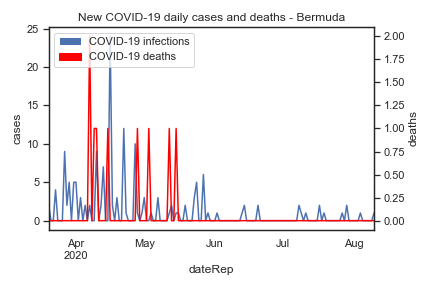 New COVID-19 daily cases and deaths - Bermuda
COVID-19 infections
COVID-19 deaths
25
20
15
10
5
0
cases
2.00
1.75
1.50
1.25
1.00
0.75
0.50
0.25
0.00
deaths
Apr
2020
May
Jun
Jul
Aug
dateRep